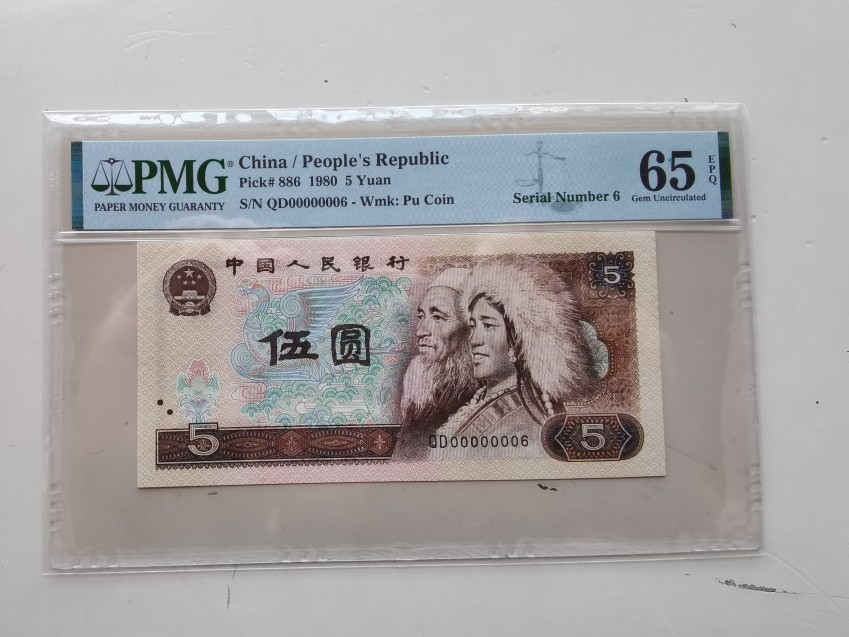 PMG®
PAPER MONEY GUARANTY
China / People's Republic
Pick# 886 1980 5 Yuan
S/N QD00000006 - Wmk: Pu Coin
Serial Number 6
65 EPQ
Gem Uncirculated
中国人民银行
5
伍圆
QD00000006
5
5